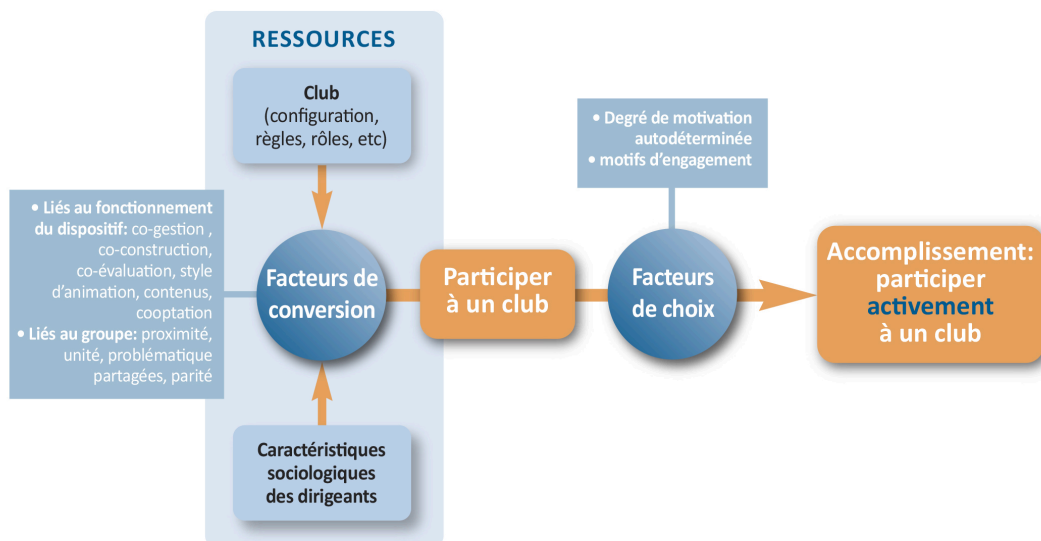 RESSOURCES
Club
(configuration,
règles, rôles, etc)
• Liés au fonctionnement
du dispositif: co-gestion ,
co-construction,
co-évaluation, style
d'animation, contenus,
cooptation
• Liés au groupe: proximité,
unité, problématique
partagées, parité
Facteurs de
conversion
Caractéristiques
sociologiques
des dirigeants
Participer
à un club
• Degré de motivation
autodéterminée
• motifs d'engagement
Facteurs
de choix
Accomplissement:
participer
activement
à un club